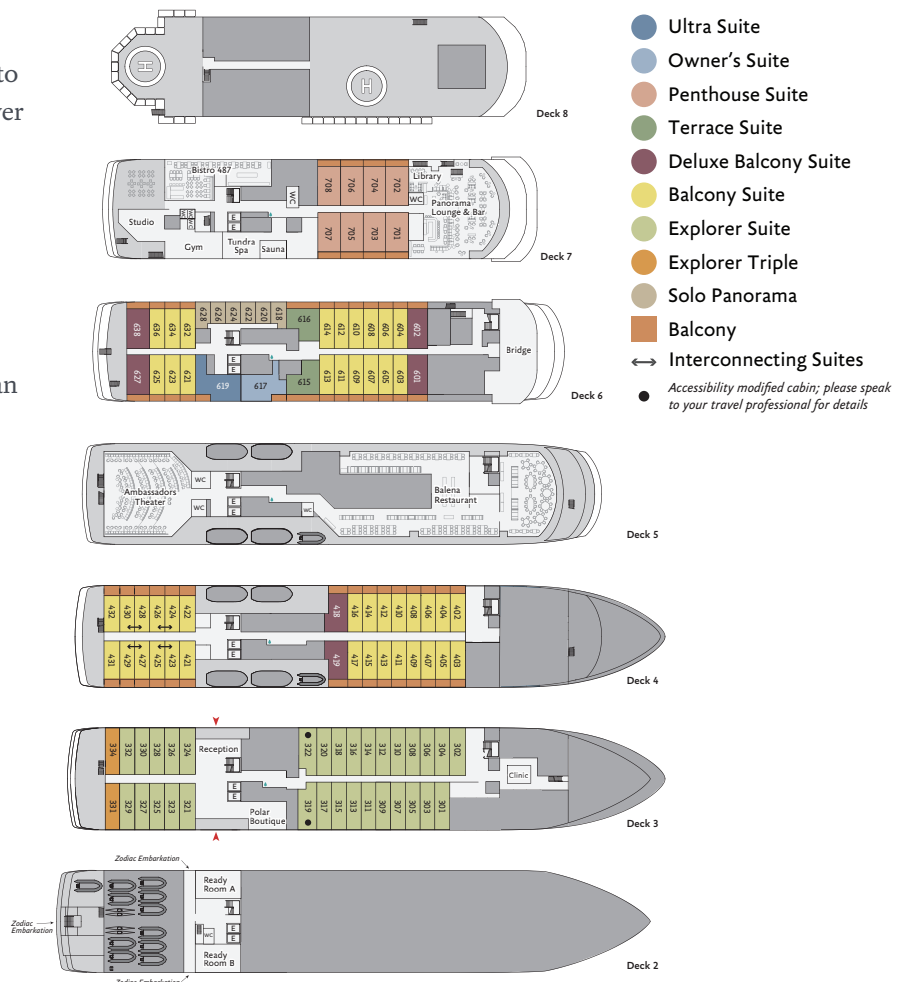 to
ver
an
H
H
Deck 8
Bistro 487
Library
WC
WC
Panorama
Lounge & Bar
Studio
WC
WC
WC
E
E
Gym
Tundra
Spa
Sauna
708
706
704
702
707
705
703
701
Deck 7
638
636
634
632
628
626
624
622
620
618
616
614
612
610
608
606
604
602
E
E
Bridge
627
625
623
621
619
617
615
613
611
609
607
605
603
601
Deck 6
Ambassadors
Theater
WC
WC
E
E
WC
Balena
Restaurant
Deck 5
432
430
428
426
424
422
418
416
414
412
410
408
406
404
402
E
E
431
429
427
425
423
421
419
417
415
413
411
409
407
405
403
Deck 4
334
332
330
328
326
324
Reception
322
320
318
316
314
312
310
308
306
304
302
E
E
Clinic
331
329
327
325
323
321
Polar
Boutique
319
317
315
313
311
309
307
305
303
301
Deck 3
Zodiac Embarkation
Ready
Room A
Zodiac
Embarkation
WC
E
E
Ready
Room B
Deck 2
Zodiac Embarkation
Ultra Suite
Owner's Suite
Penthouse Suite
Terrace Suite
Deluxe Balcony Suite
Balcony Suite
Explorer Suite
Explorer Triple
Solo Panorama
Balcony
Interconnecting Suites
Accessibility modified cabin; please speak
to your travel professional for details